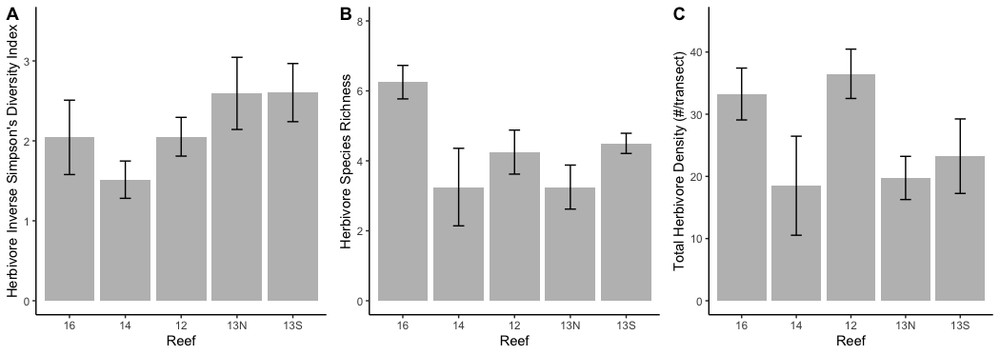 A
Herbivore Inverse Simpson's Diversity Index
3
2
1
0
16 14 12 13N 13S
Reef
B
Herbivore Species Richness
8
6
4
2
0
16 14 12 13N 13S
Reef
C
Total Herbivore Density (#/transect)
40
30
20
10
0
16 14 12 13N 13S
Reef